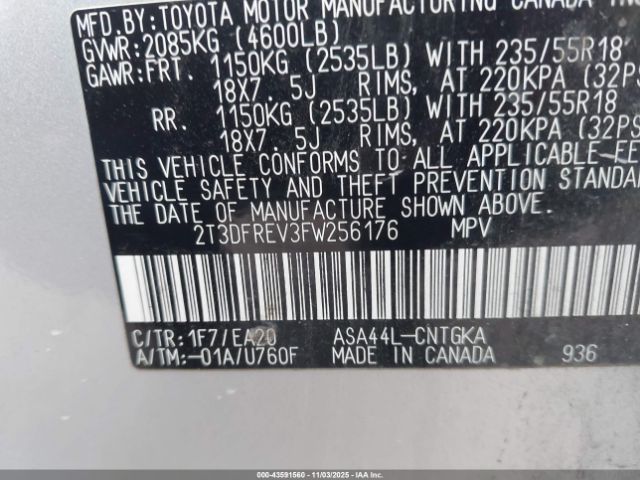 MFD.BY: TOYOTA MOTOR MANUFACTURING CANADA INC
GVWR: 2085KG (4600LB)
GAWR: FRT. 1150KG (2535LB) WITH 235/55R18
18X7. 5J RIMS, AT 220KPA (32PS
RR. 1150KG (2535LB) WITH 235/55R18
18X7. 5J RIMS, AT 220KPA (32PS
THIS VEHICLE CONFORMS TO ALL APPLICABLE FE
VEHICLE SAFETY AND THEFT PREVENTION STANDA
THE DATE OF MANUFACTURE SHOWN ABOVE.
2T3DFREV3FW256176 MPV
C/TR: 1F7/EA20 ASA44L-CNTGKA
A/TM:-01A/U760F MADE IN CANADA 936
000-43591560 - 11/03/2025 - IAAI.COM